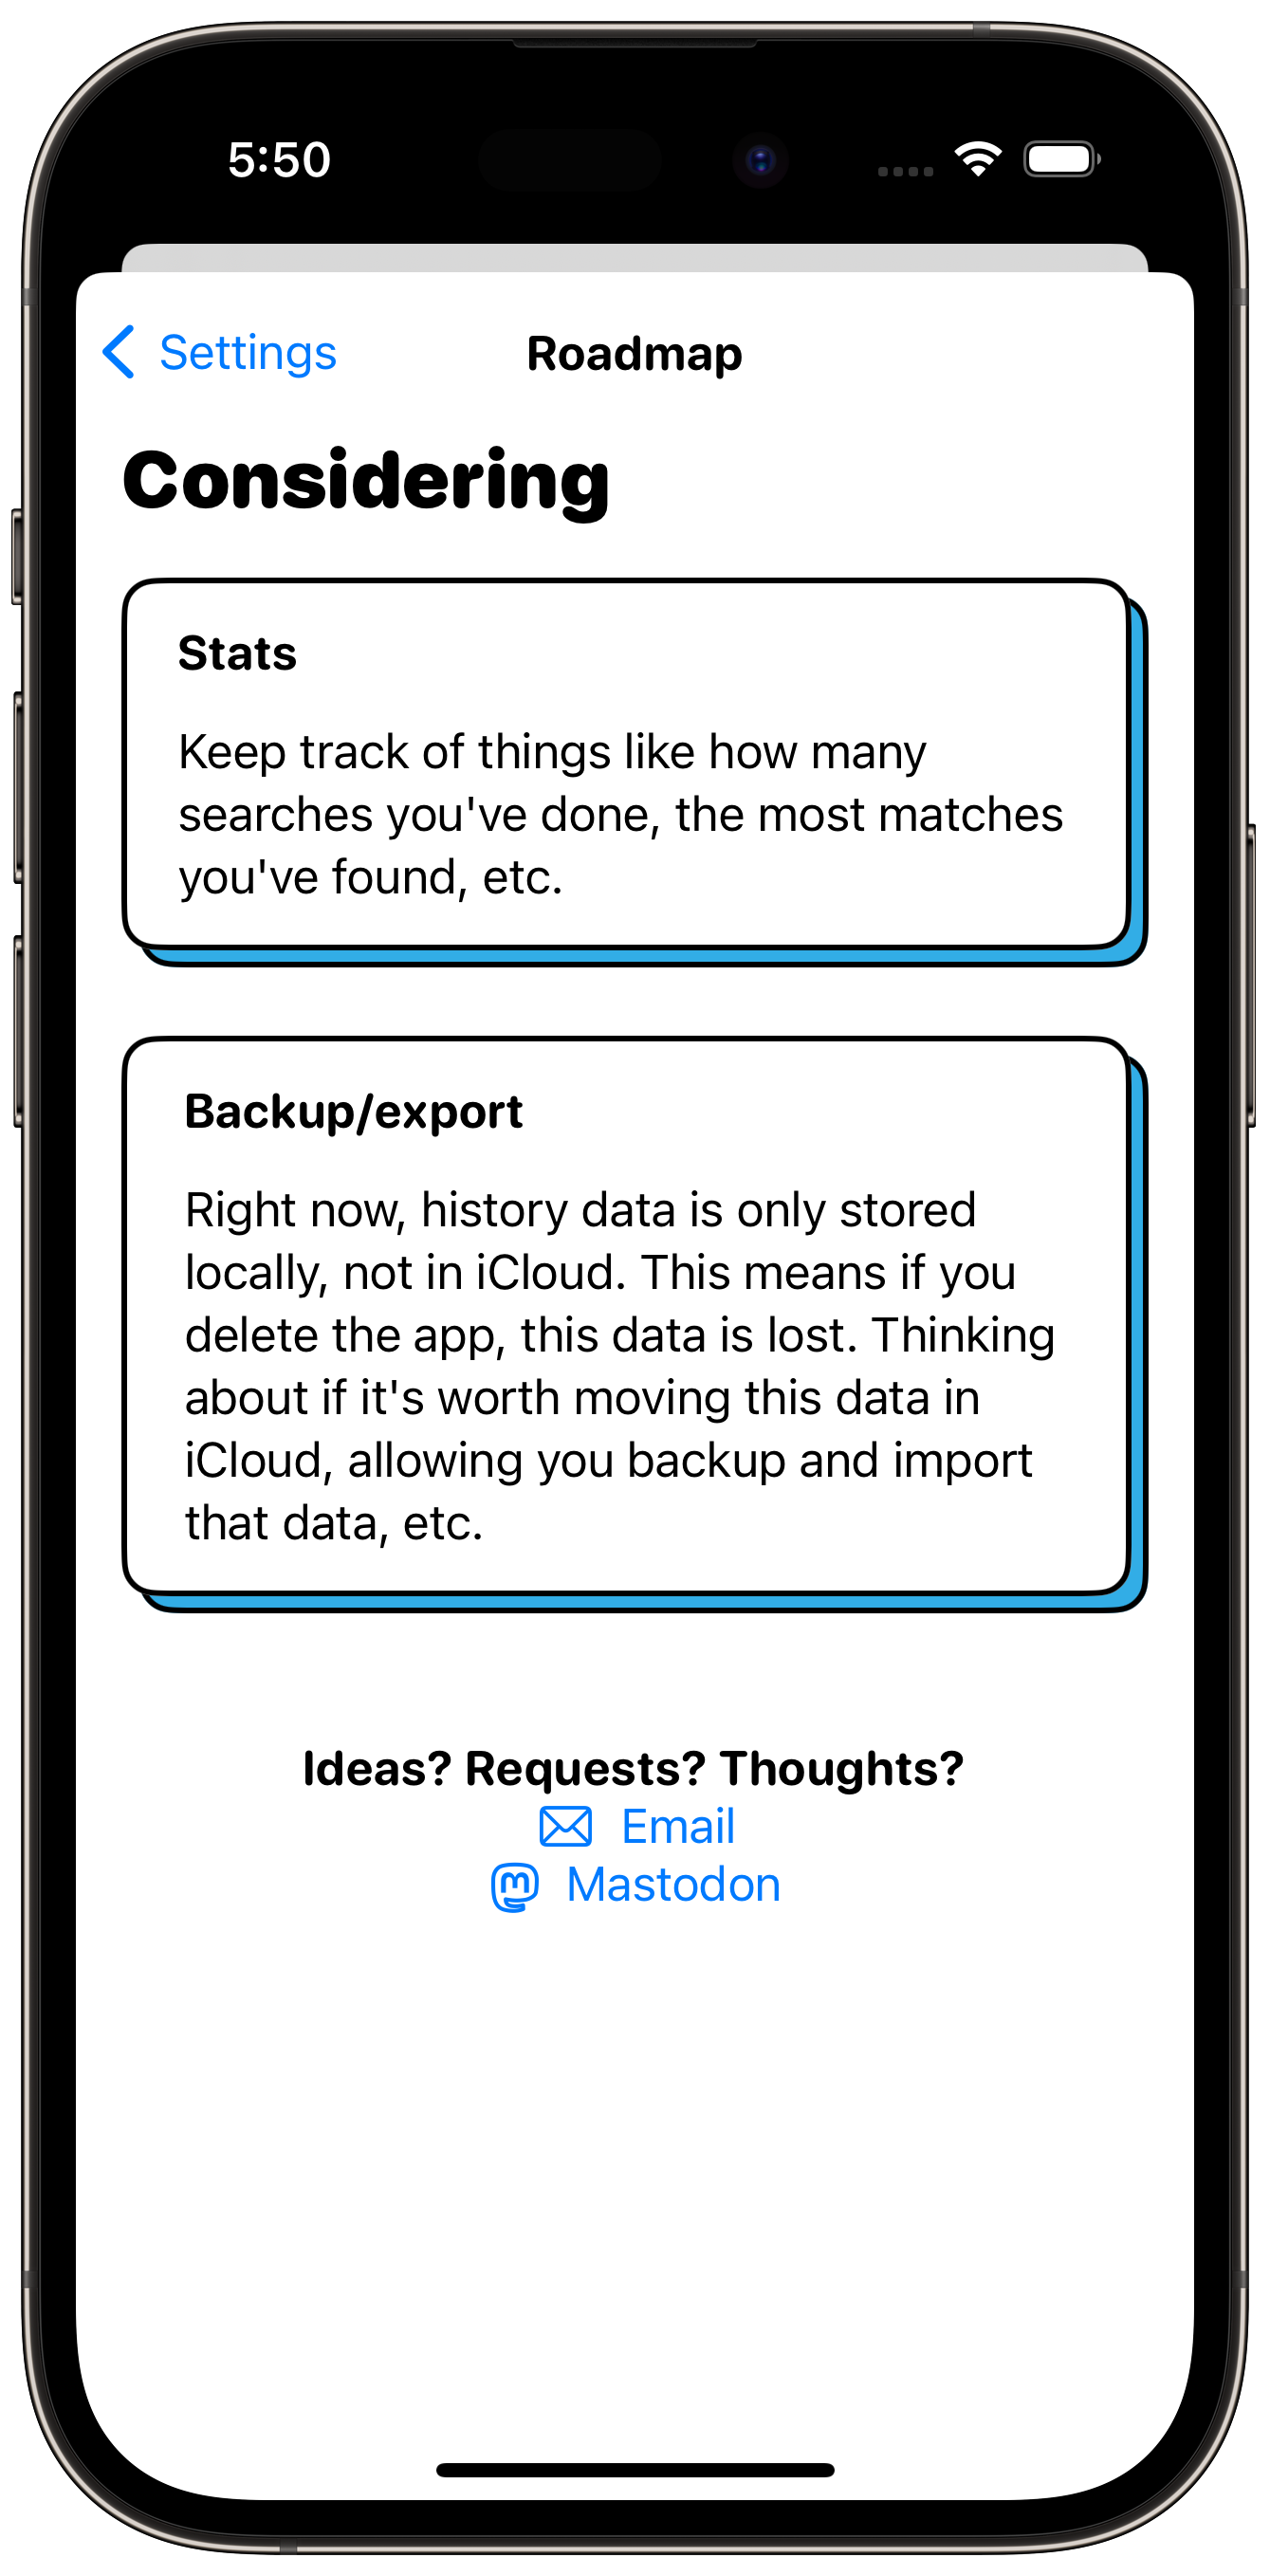 5:50
Settings
Roadmap
Considering
Stats
Keep track of things like how many
searches you've done, the most matches
you've found, etc.
Backup/export
Right now, history data is only stored
locally, not in iCloud. This means if you
delete the app, this data is lost. Thinking
about if it's worth moving this data in
iCloud, allowing you backup and import
that data, etc.
Ideas? Requests? Thoughts?
Email
Mastodon